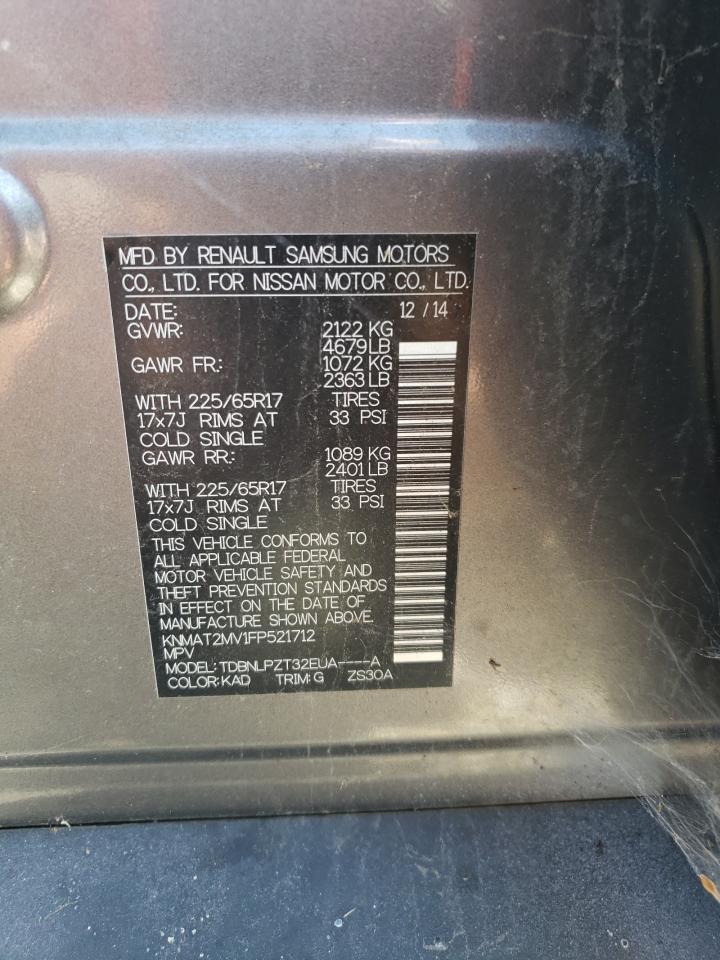 MFD BY RENAULT SAMSUNG MOTORS
CO., LTD. FOR NISSAN MOTOR CO., LTD.
DATE: 12 / 14
GVWR: 2122 KG
4679 LB
GAWR FR.: 1072 KG
2363 LB
WITH 225/65R17 TIRES
17x7J RIMS AT 33 PSI
COLD SINGLE
GAWR RR.: 1089 KG
2401 LB
WITH 225/65R17 TIRES
17x7J RIMS AT 33 PSI
COLD SINGLE
THIS VEHICLE CONFORMS TO
ALL APPLICABLE FEDERAL
MOTOR VEHICLE SAFETY AND
THEFT PREVENTION STANDARDS
IN EFFECT ON THE DATE OF
MANUFACTURE SHOWN ABOVE.
KNMAT2MV1FP521712
MPV
MODEL: TDBNLPZT32EUA----A
COLOR: KAD TRIM: G ZS30A